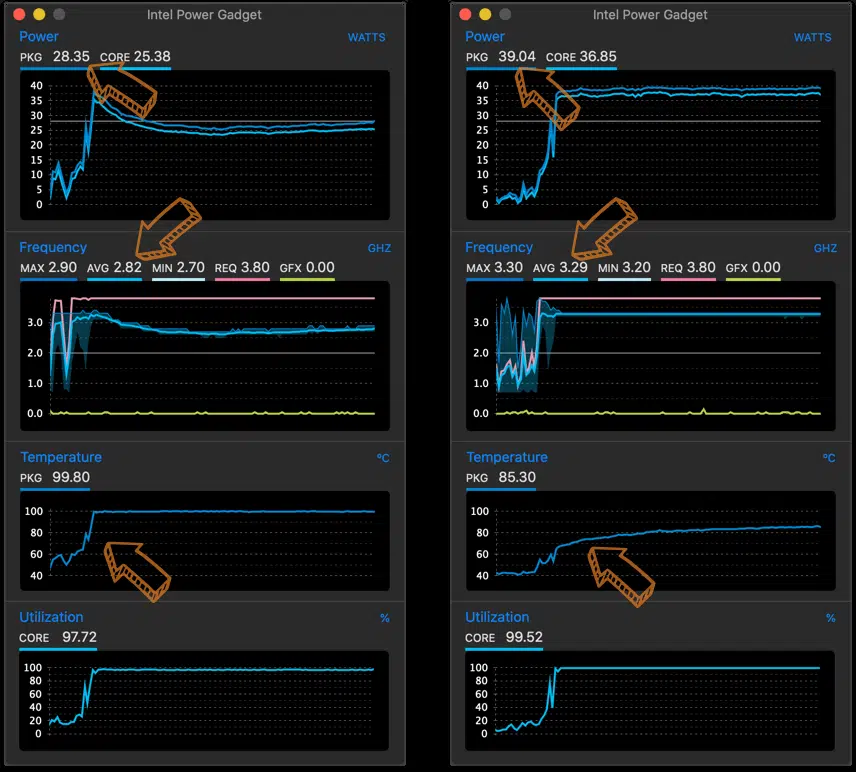 Intel Power Gadget
Power WATTS
PKG 28.35 CORE 25.38
40
35
30
25
20
15
10
5
0
Frequency GHZ
MAX 2.90 AVG 2.82 MIN 2.70 REQ 3.80 GFX 0.00
3.0
2.0
1.0
0.0
Temperature ºC
PKG 99.80
100
80
60
40
Utilization %
CORE 97.72
100
80
60
40
20
0
Intel Power Gadget
Power WATTS
PKG 39.04 CORE 36.85
40
35
30
25
20
15
10
5
0
Frequency GHZ
MAX 3.30 AVG 3.29 MIN 3.20 REQ 3.80 GFX 0.00
3.0
2.0
1.0
0.0
Temperature ºC
PKG 85.30
100
80
60
40
Utilization %
CORE 99.52
100
80
60
40
20
0